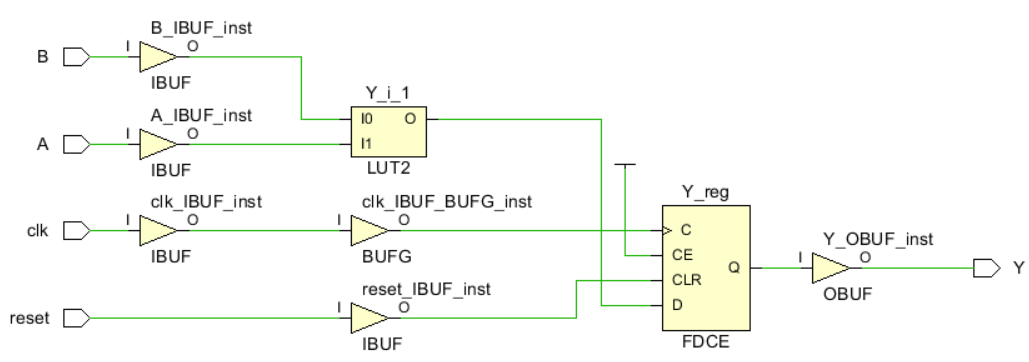 B_IBUF_inst
B
I
O
IBUF
Y_i_1
A_IBUF_inst
I0
O
A
I
O
I1
IBUF
LUT2
Y_reg
clk_IBUF_inst
clk_IBUF_BUFG_inst
clk
I
O
I
O
C
IBUF
BUFG
CE
Y_OBUF_inst
Q
I
O
Y
CLR
OBUF
reset_IBUF_inst
reset
I
O
D
IBUF
FDCE